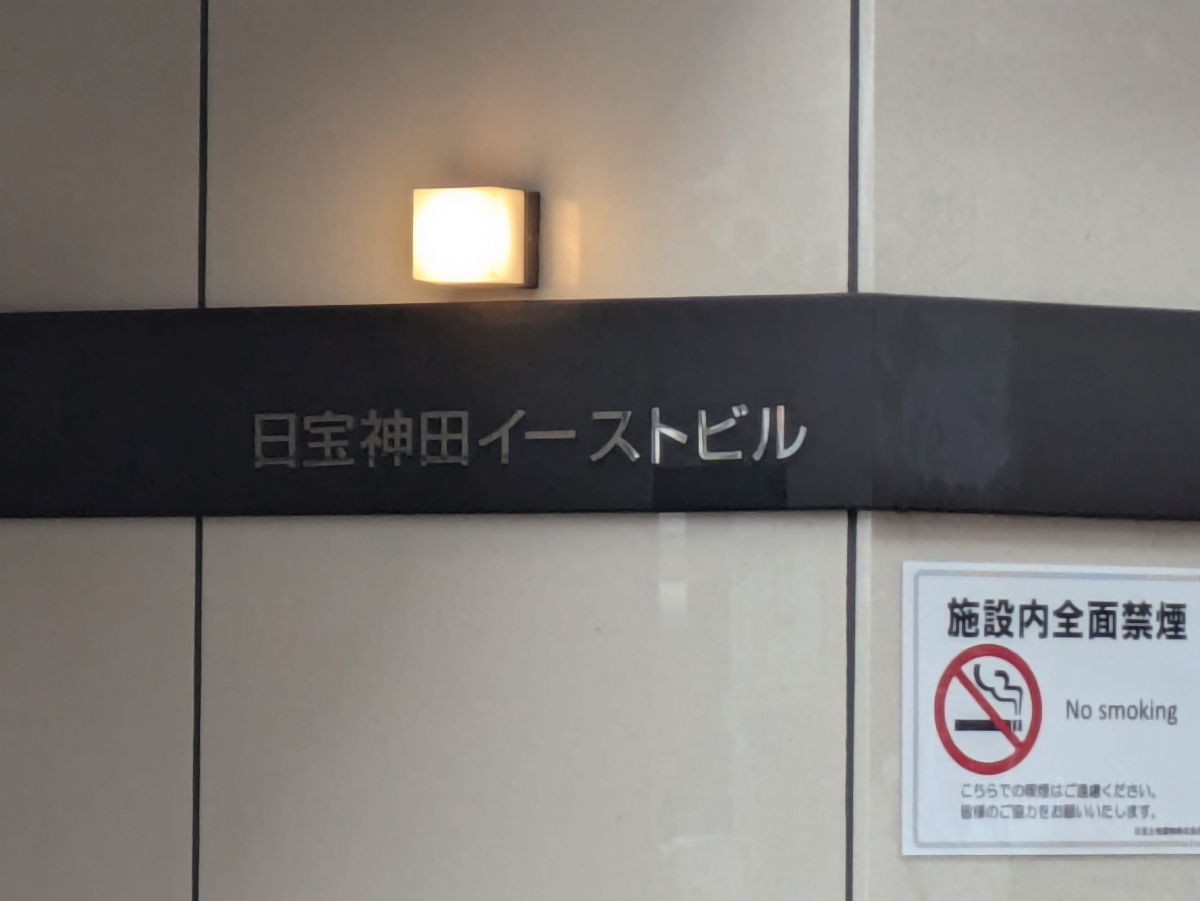 日宝神田イーストビル
施設内全面禁煙
No smoking
こちらでの喫煙はご遠慮ください。
皆様のご協力をお願いいたします。